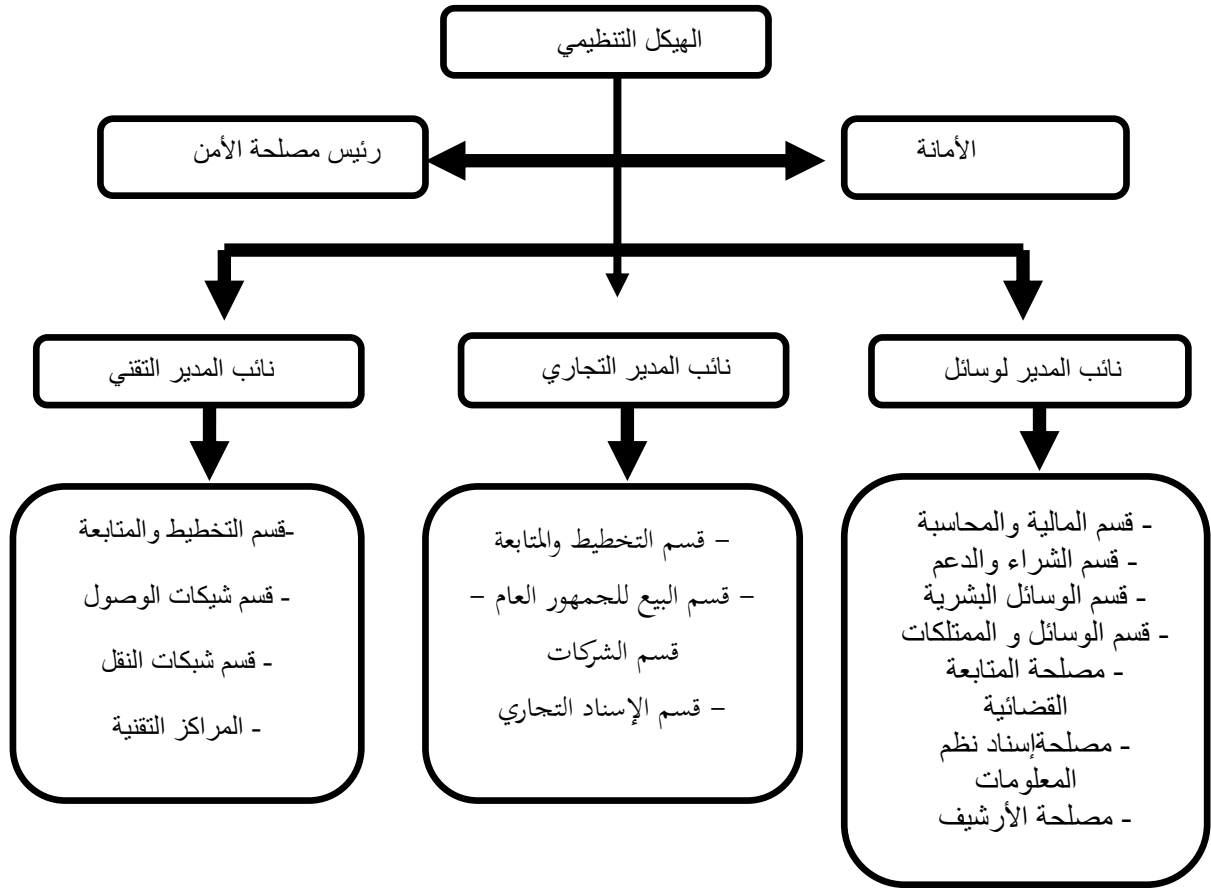 الهيكل التنظيمي
الأمانة
رئيس مصلحة الأمن
نائب المدير لوسائل
نائب المدير التجاري
نائب المدير التقني
- قسم المالية والمحاسبة
- قسم الشراء والدعم
- قسم الوسائل البشرية
- قسم الوسائل و الممتلكات
- مصلحة المتابعة
القضائية
- مصلحةإسناد نظم
المعلومات
- مصلحة الأرشيف
– قسم التخطيط والمتابعة
– قسم البيع للجمهور العام –
قسم الشركات
– قسم الإسناد التجاري
-قسم التخطيط والمتابعة
- قسم شيكات الوصول
- قسم شبكات النقل
- المراكز التقنية